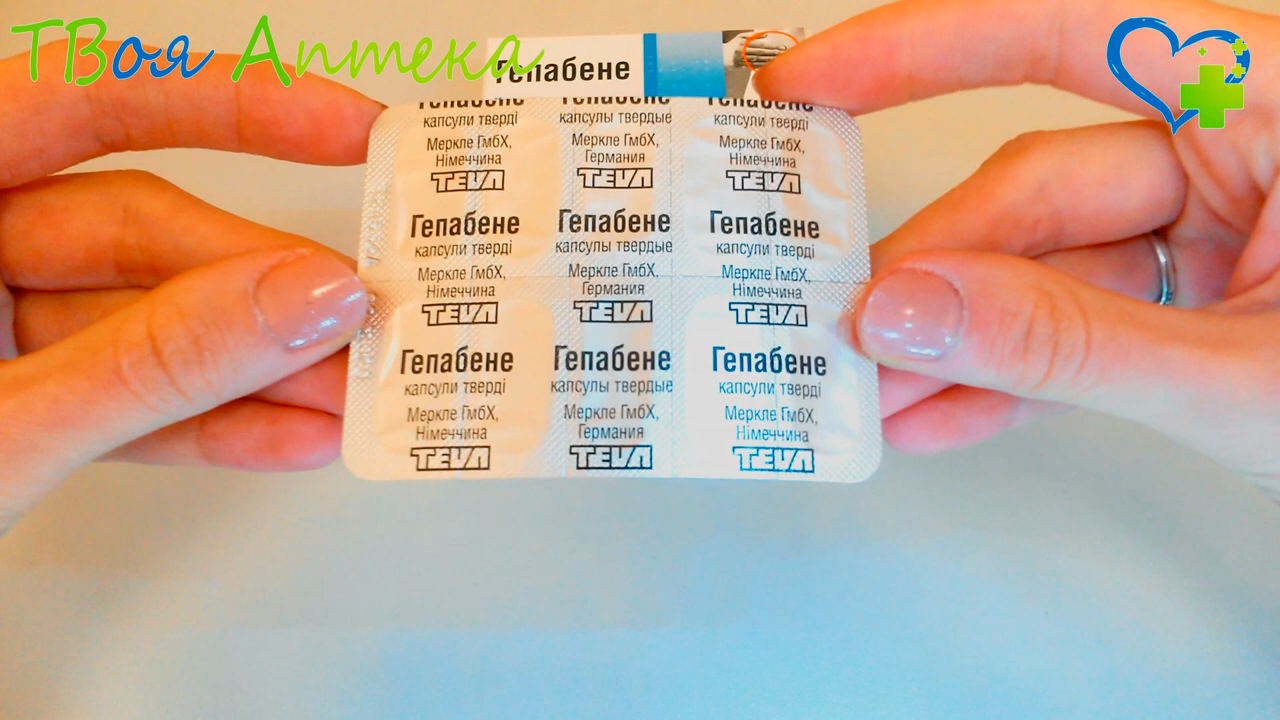 ТВоя Аптека
Гепабене
Гепабене Гепабене Гепабене
капсули тверді капсулы твердые капсули тверді
Меркле ГмбХ, Меркле ГмбХ, Меркле ГмбХ,
Німеччина Германия Німеччина
TEVA TEVA TEVA
Гепабене Гепабене Гепабене
капсули тверді капсулы твердые капсули тверді
Меркле ГмбХ, Меркле ГмбХ, Меркле ГмбХ,
Німеччина Германия Німеччина
TEVA TEVA TEVA
Гепабене Гепабене Гепабене
капсули тверді капсулы твердые капсули тверді
Меркле ГмбХ, Меркле ГмбХ, Меркле ГмбХ,
Німеччина Германия Німеччина
TEVA TEVA TEVA